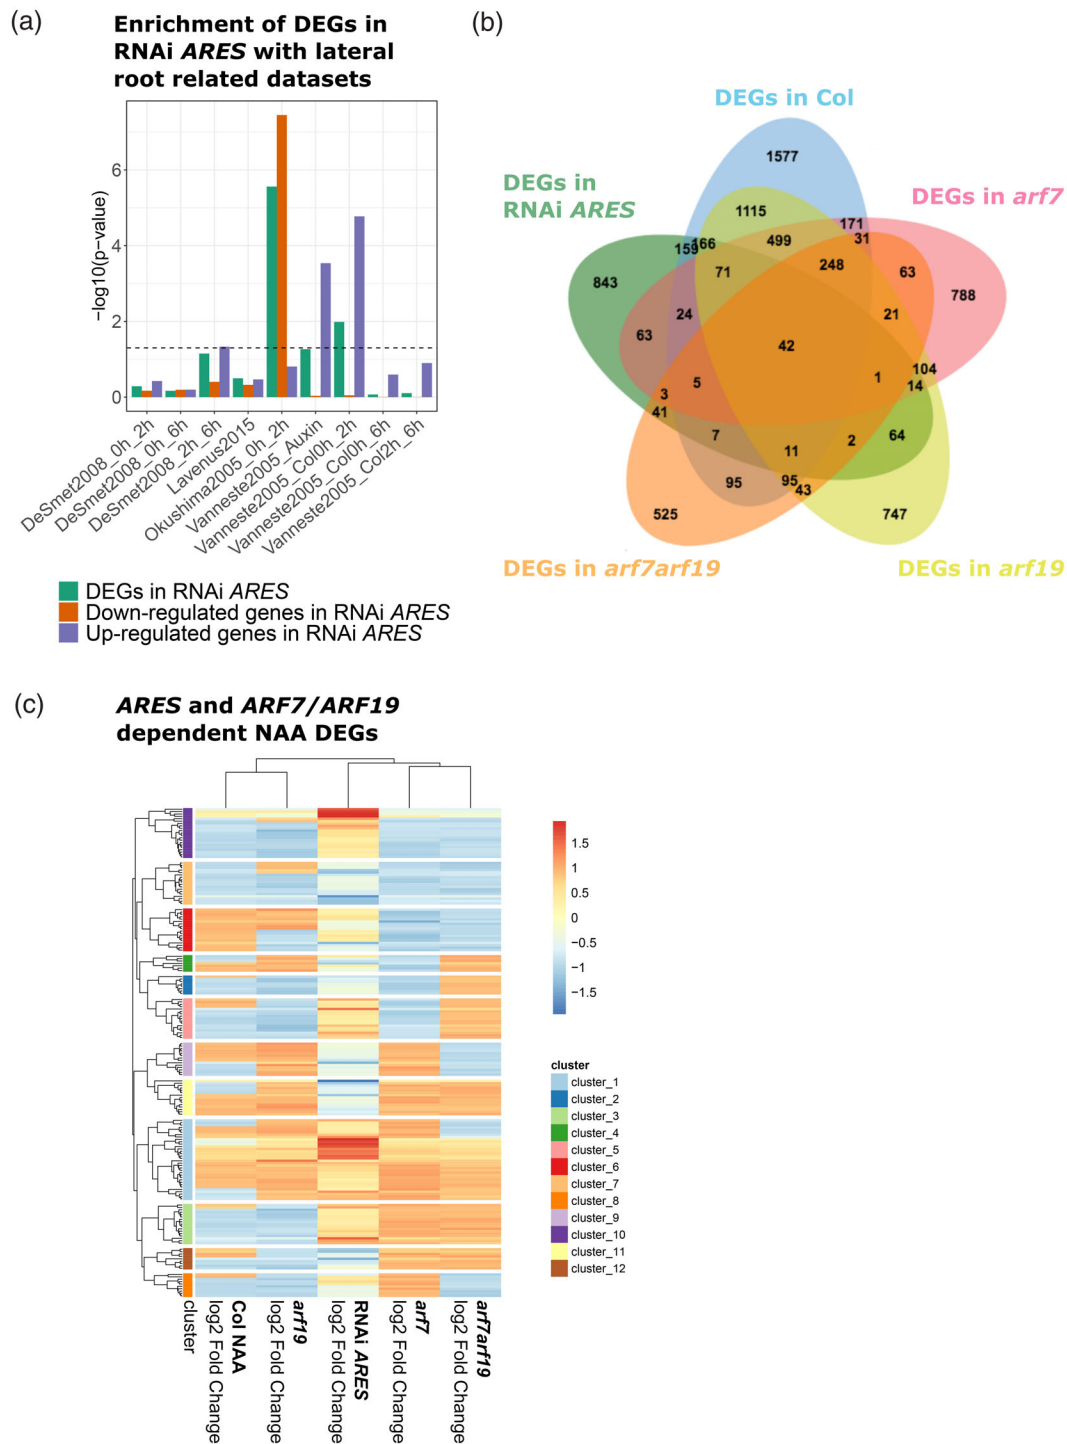 (a)
Enrichment of DEGs in
RNAi ARES with lateral
root related datasets
−log10(p−value)
6
4
2
0
DeSmet2008_0h_2h
DeSmet2008_0h_6h
DeSmet2008_2h_6h
Lavenus2015
Okushima2005_0h_2h
Vanneste2005_Auxin
Vanneste2005_Col0h_2h
Vanneste2005_Col0h_6h
Vanneste2005_Col2h_6h
DEGs in RNAi ARES
Down-regulated genes in RNAi ARES
Up-regulated genes in RNAi ARES
(b)
DEGs in Col
DEGs in
RNAi ARES
DEGs in arf7
1577
1115
171
159
166
499
31
843
71
248
63
788
24
21
63
42
104
5
1
14
3
41
7
11
2
64
95
95
43
525
747
DEGs in arf7arf19
DEGs in arf19
(c)
ARES and ARF7/ARF19
dependent NAA DEGs
1.5
1
0.5
0
−0.5
−1
−1.5
cluster
cluster_1
cluster_2
cluster_3
cluster_4
cluster_5
cluster_6
cluster_7
cluster_8
cluster_9
cluster_10
cluster_11
cluster_12
cluster
Col NAA
log2 Fold Change
arf19
log2 Fold Change
RNAi ARES
log2 Fold Change
arf7
log2 Fold Change
arf7arf19
log2 Fold Change